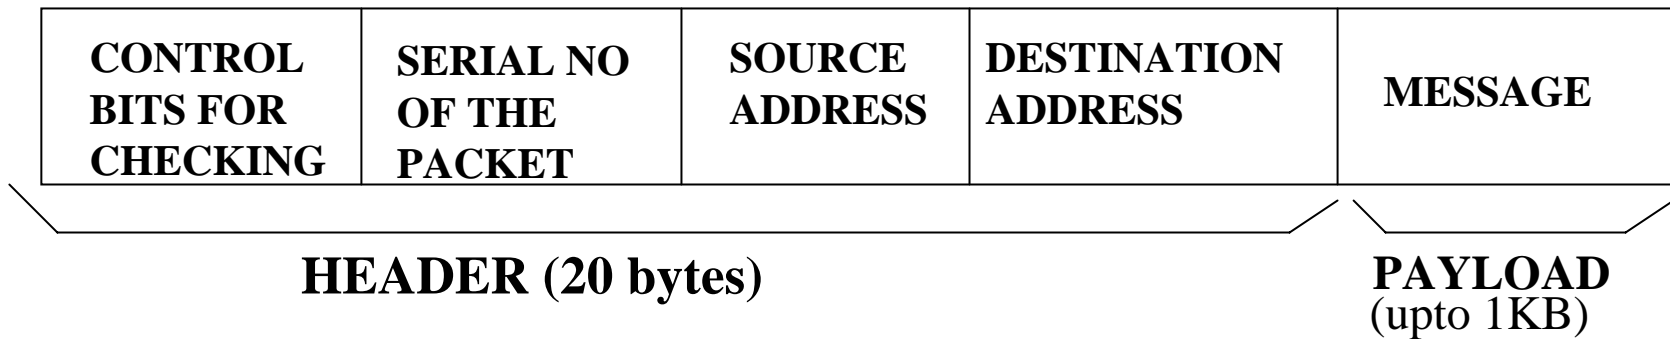 CONTROL
BITS FOR
CHECKING
SERIAL NO
OF THE
PACKET
SOURCE
ADDRESS
DESTINATION
ADDRESS
MESSAGE
HEADER (20 bytes)
PAYLOAD
(upto 1KB)